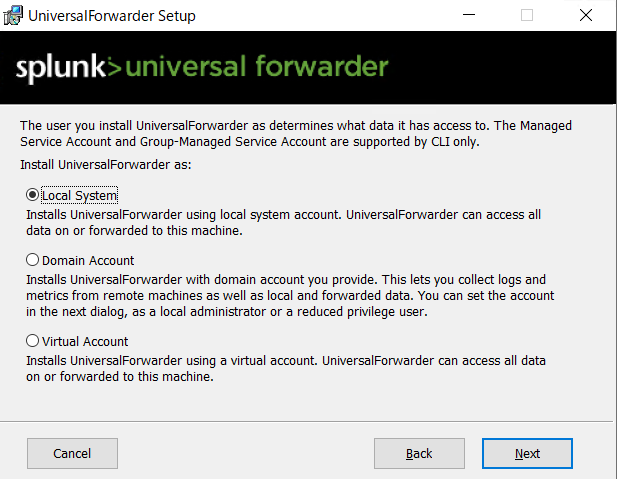 UniversalForwarder Setup
splunk>universal forwarder
The user you install UniversalForwarder as determines what data it has access to. The Managed
Service Account and Group-Managed Service Account are supported by CLI only.
Install UniversalForwarder as:
Local System
Installs UniversalForwarder using local system account. UniversalForwarder can access all
data on or forwarded to this machine.
Domain Account
Installs UniversalForwarder with domain account you provide. This lets you collect logs and
metrics from remote machines as well as local and forwarded data. You can set the account
in the next dialog, as a local administrator or a reduced privilege user.
Virtual Account
Installs UniversalForwarder using a virtual account. UniversalForwarder can access all data
on or forwarded to this machine.
Cancel
Back
Next